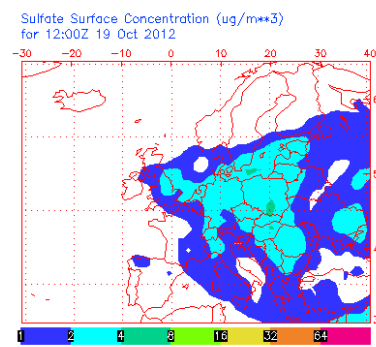 Sulfate Surface Concentration (ug/m**3)
for 12:00Z 19 Oct 2012
-30 -20 -10 0 10 20 30 40
1 2 4 8 16 32 64